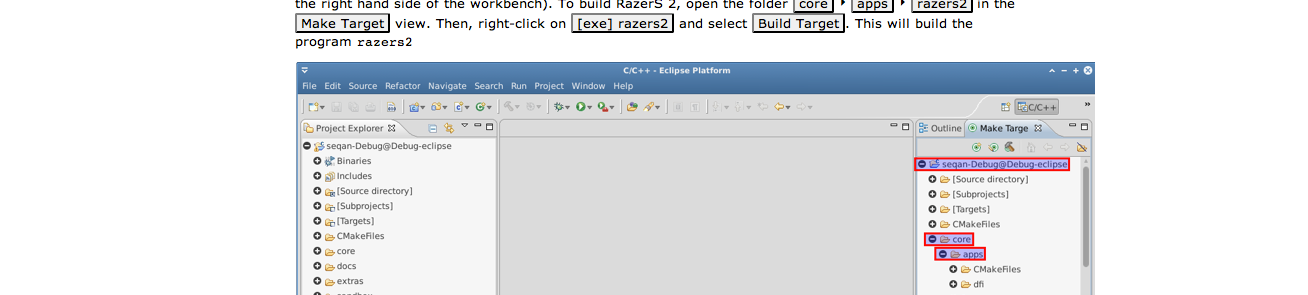 the right hand side of the workbench). To build RazerS 2, open the folder core ▸ apps ▸ razers2 in the
Make Target view. Then, right-click on [exe] razers2 and select Build Target. This will build the
program razers2
C/C++ - Eclipse Platform
File Edit Source Refactor Navigate Search Run Project Window Help
C/C++
Project Explorer
Outline Make Targe
seqan-Debug@Debug-eclipse
Binaries
Includes
[Source directory]
[Subprojects]
[Targets]
CMakeFiles
core
docs
extras
seqan-Debug@Debug-eclipse
[Source directory]
[Subprojects]
[Targets]
CMakeFiles
core
apps
CMakeFiles
dfi